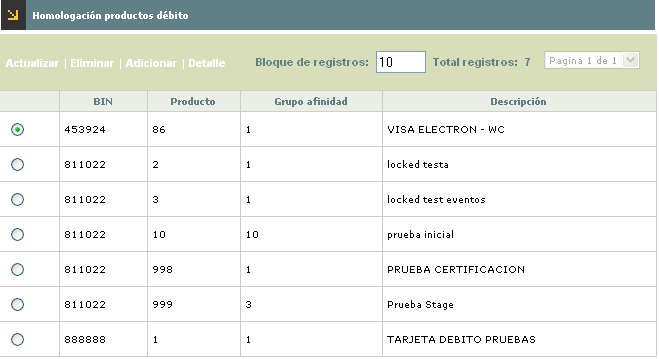 Homologación productos débito
Actualizar | Eliminar | Adicionar | Detalle Bloque de registros: 10 Total registros: 7 Pagina 1 de 1
BIN Producto Grupo afinidad Descripción
453924 86 1 VISA ELECTRON - WC
811022 2 1 locked testa
811022 3 1 locked test eventos
811022 10 10 prueba inicial
811022 998 1 PRUEBA CERTIFICACION
811022 999 3 Prueba Stage
888888 1 1 TARJETA DEBITO PRUEBAS